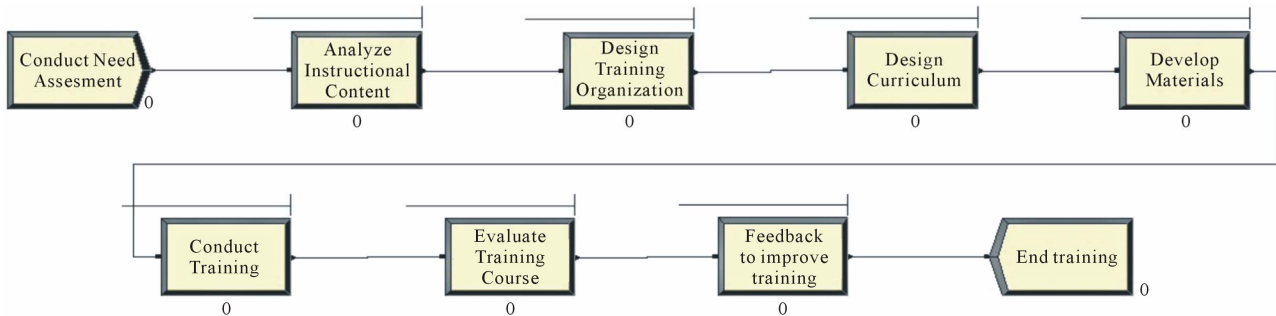 Conduct Need
Assesment
0
Analyze
Instructional
Content
0
Design
Training
Organization
0
Design
Curriculum
0
Develop
Materials
0
Conduct
Training
0
Evaluate
Training
Course
0
Feedback
to improve
training
0
End training
0